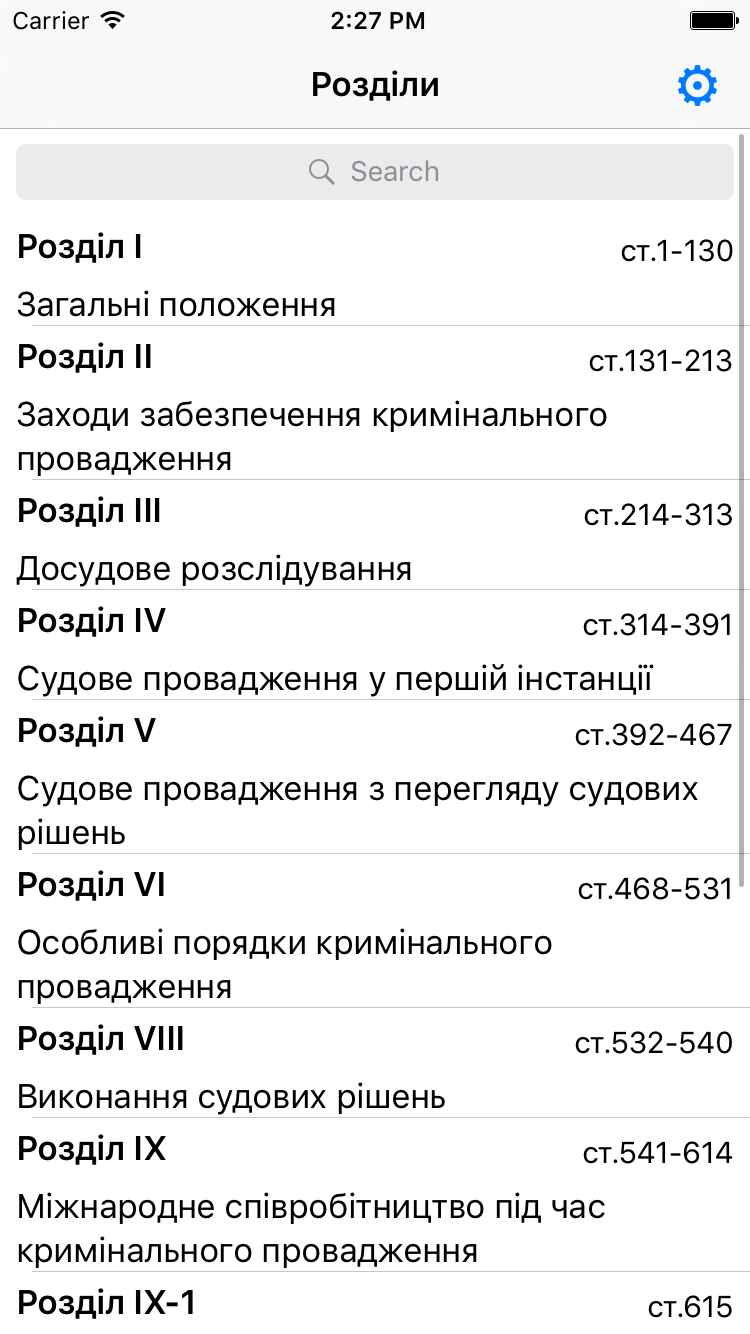 Carrier 2:27 PM
Розділи
Search
Розділ I ст.1-130
Загальні положення
Розділ II ст.131-213
Заходи забезпечення кримінального
провадження
Розділ III ст.214-313
Досудове розслідування
Розділ IV ст.314-391
Судове провадження у першій інстанції
Розділ V ст.392-467
Судове провадження з перегляду судових
рішень
Розділ VI ст.468-531
Особливі порядки кримінального
провадження
Розділ VIII ст.532-540
Виконання судових рішень
Розділ IX ст.541-614
Міжнародне співробітництво під час
кримінального провадження
Розділ IX-1 ст.615